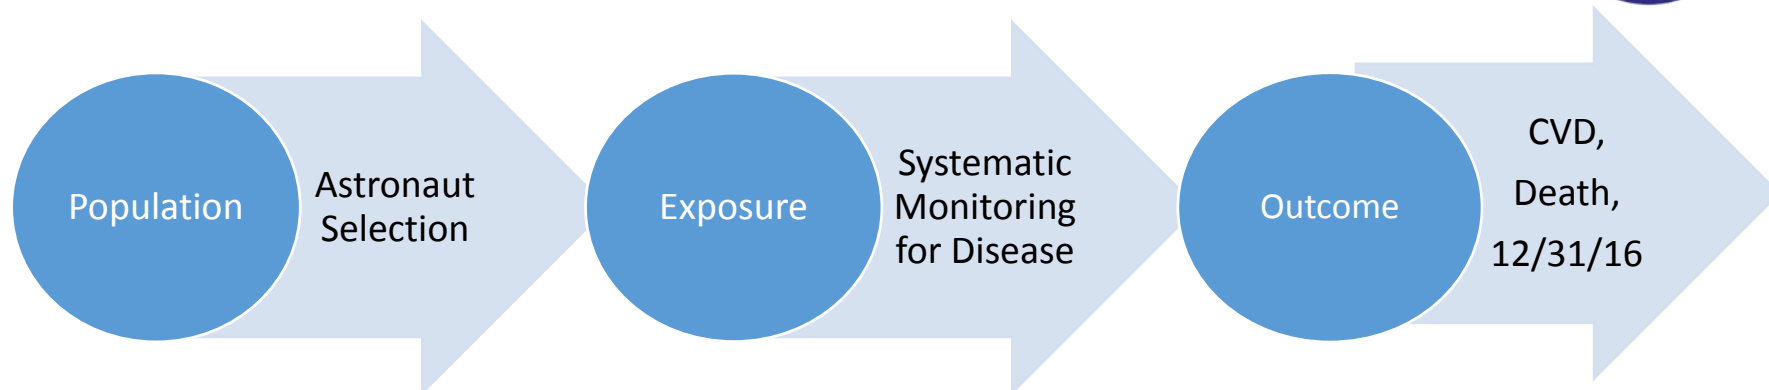 Population
Astronaut
Selection
Exposure
Systematic
Monitoring
for Disease
Outcome
CVD,
Death,
12/31/16